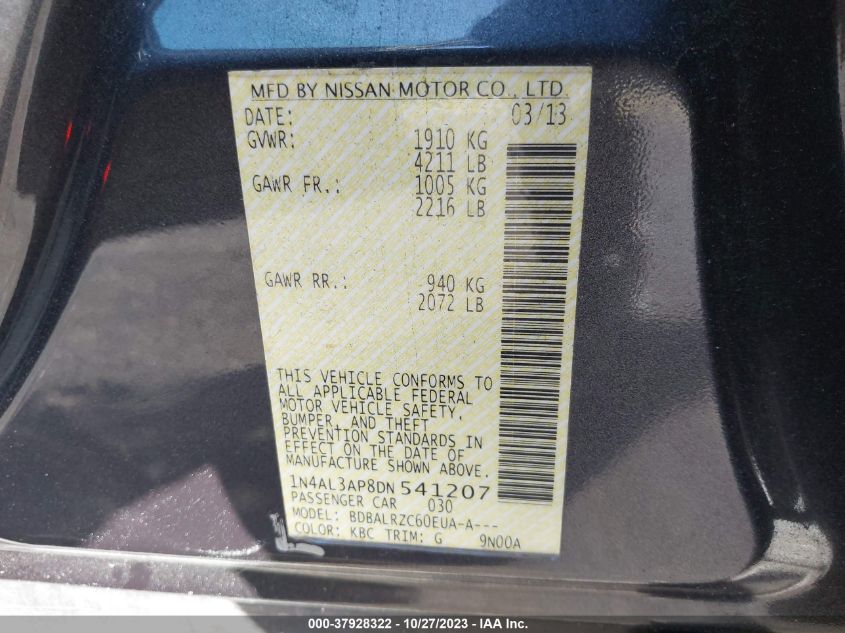 MFD BY NISSAN MOTOR CO., LTD.
DATE: 03/13
GVWR: 1910 KG
4211 LB
GAWR FR.: 1005 KG
2216 LB
GAWR RR.: 940 KG
2072 LB
THIS VEHICLE CONFORMS TO
ALL APPLICABLE FEDERAL
MOTOR VEHICLE SAFETY,
BUMPER, AND THEFT
PREVENTION STANDARDS IN
EFFECT ON THE DATE OF
MANUFACTURE SHOWN ABOVE.
1N4AL3AP8DN541207
PASSENGER CAR 030
MODEL: BDBALRZC60EUA-A---
COLOR: KBC TRIM: G 9N00A
000-37928322 - 10/27/2023 - IAA Inc.